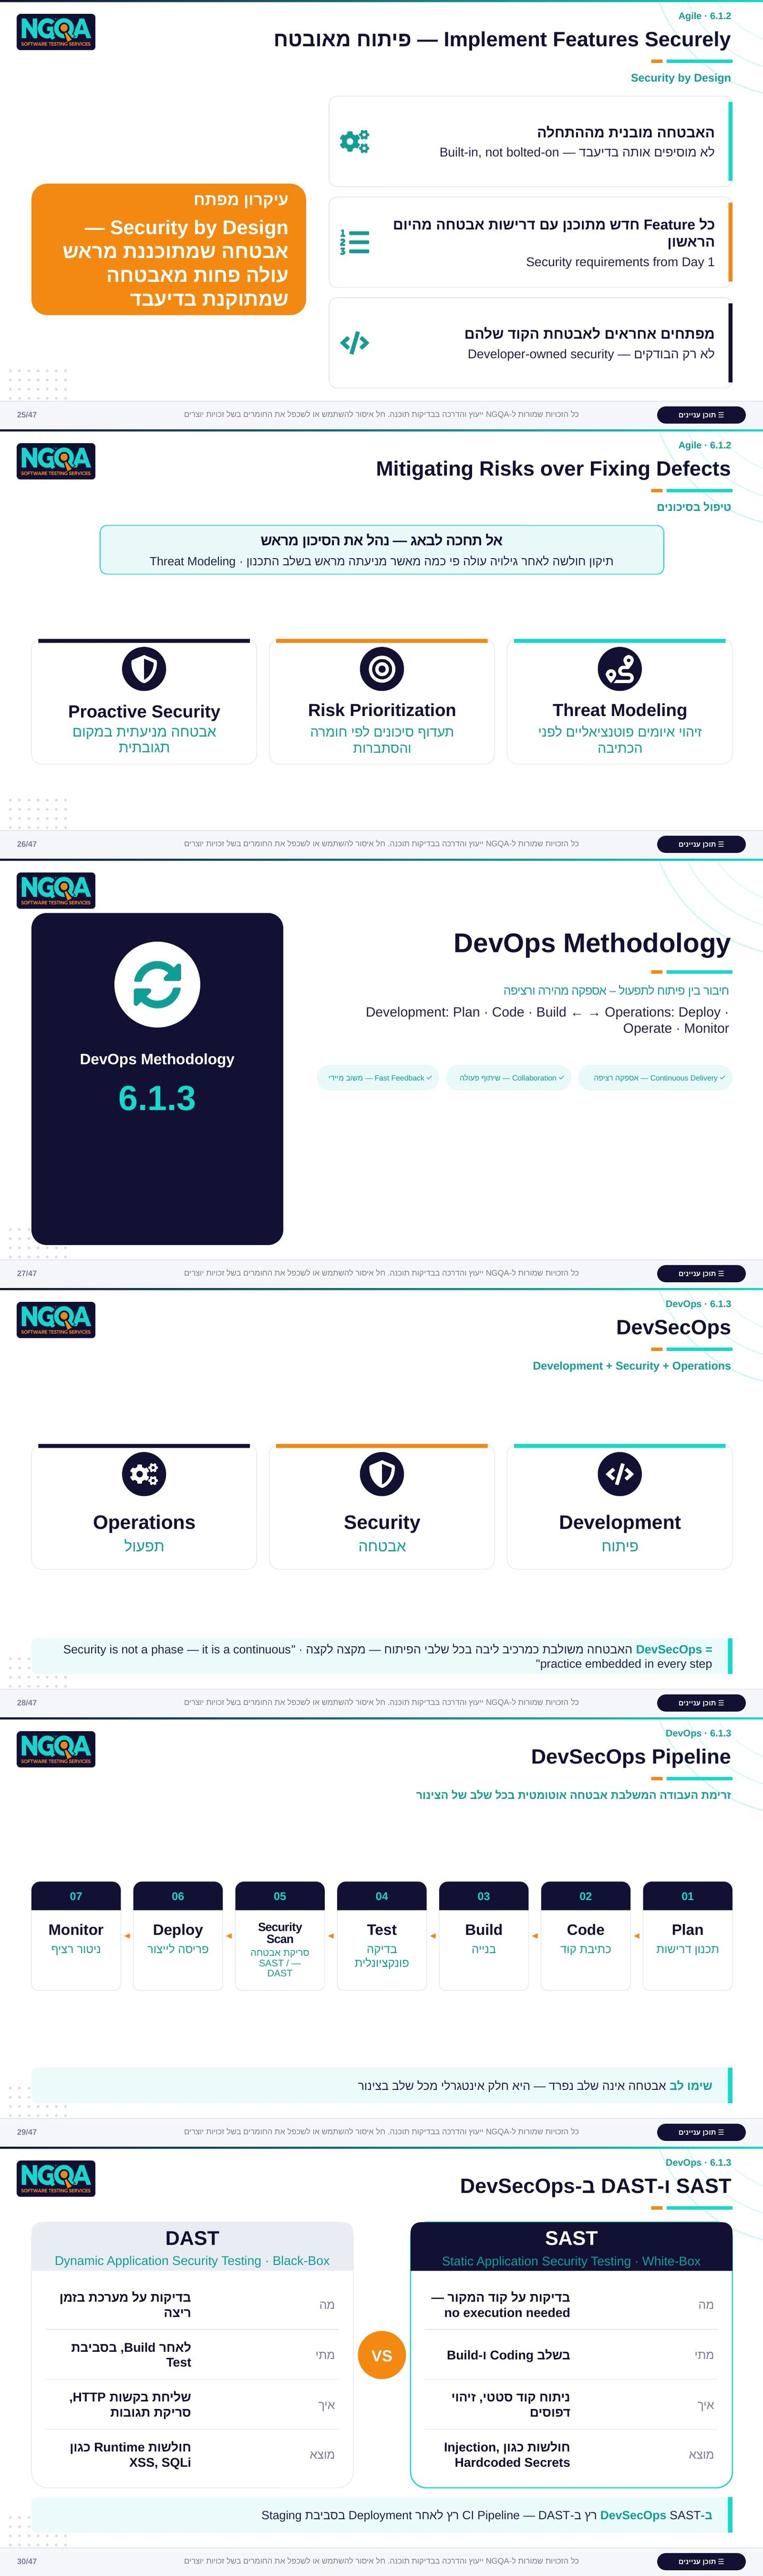 NGQA
SOFTWARE TESTING SERVICES
Agile · 6.1.2
Implement Features Securely — פיתוח מאובטח
Security by Design
האבטחה מובנית מההתחלה
לא מוסיפים אותה בדיעבד — Built-in, not bolted-on
כל Feature חדש מתוכנן עם דרישות אבטחה מהיום
הראשון
Security requirements from Day 1
מפתחים אחראים לאבטחת הקוד שלהם
לא רק הבודקים — Developer-owned security
עיקרון מפתח
Security by Design —
אבטחה שמתוכננת מראש
עולה פחות מאבטחה
שמתוקנת בדיעבד
☰ תוכן עניינים
כל הזכויות שמורות ל-NGQA ייעוץ והדרכה בבדיקות תוכנה. חל איסור להשתמש או לשכפל את החומרים בשל זכויות יוצרים
25/47
NGQA
SOFTWARE TESTING SERVICES
Agile · 6.1.2
Mitigating Risks over Fixing Defects
טיפול בסיכונים
אל תחכה לבאג — נהל את הסיכון מראש
תיקון חולשה לאחר גילויה עולה פי כמה מאשר מניעתה מראש בשלב התכנון · Threat Modeling
Threat Modeling
זיהוי איומים פוטנציאליים לפני
הכתיבה
Risk Prioritization
תעדוף סיכונים לפי חומרה
והסתברות
Proactive Security
אבטחה מניעתית במקום
תגובתית
☰ תוכן עניינים
כל הזכויות שמורות ל-NGQA ייעוץ והדרכה בבדיקות תוכנה. חל איסור להשתמש או לשכפל את החומרים בשל זכויות יוצרים
26/47
NGQA
SOFTWARE TESTING SERVICES
DevOps Methodology
חיבור בין פיתוח לתפעול – אספקה מהירה ורציפה
Development: Plan · Code · Build ← → Operations: Deploy ·
Operate · Monitor
✓ Continuous Delivery — אספקה רציפה
✓ Collaboration — שיתוף פעולה
✓ Fast Feedback — משוב מיידי
DevOps Methodology
6.1.3
☰ תוכן עניינים
כל הזכויות שמורות ל-NGQA ייעוץ והדרכה בבדיקות תוכנה. חל איסור להשתמש או לשכפל את החומרים בשל זכויות יוצרים
27/47
NGQA
SOFTWARE TESTING SERVICES
DevOps · 6.1.3
DevSecOps
Development + Security + Operations
Development
פיתוח
Security
אבטחה
Operations
תפעול
DevSecOps = האבטחה משולבת כמרכיב ליבה בכל שלבי הפיתוח — מקצה לקצה · "Security is not a phase — it is a continuous
practice embedded in every step"
☰ תוכן עניינים
כל הזכויות שמורות ל-NGQA ייעוץ והדרכה בבדיקות תוכנה. חל איסור להשתמש או לשכפל את החומרים בשל זכויות יוצרים
28/47
NGQA
SOFTWARE TESTING SERVICES
DevOps · 6.1.3
DevSecOps Pipeline
זרימת העבודה המשלבת אבטחה אוטומטית בכל שלב של הצינור
01
Plan
תכנון דרישות
02
Code
כתיבת קוד
03
Build
בנייה
04
Test
בדיקה
פונקציונלית
05
Security
Scan
סריקת אבטחה
— SAST /
DAST
06
Deploy
פריסה לייצור
07
Monitor
ניטור רציף
שימו לב אבטחה אינה שלב נפרד — היא חלק אינטגרלי מכל שלב בצינור
☰ תוכן עניינים
כל הזכויות שמורות ל-NGQA ייעוץ והדרכה בבדיקות תוכנה. חל איסור להשתמש או לשכפל את החומרים בשל זכויות יוצרים
29/47
NGQA
SOFTWARE TESTING SERVICES
DevOps · 6.1.3
SAST ו-DAST ב-DevSecOps
SAST
Static Application Security Testing · White-Box
מה
בדיקות על קוד המקור —
no execution needed
מתי
בשלב Coding ו-Build
איך
ניתוח קוד סטטי, זיהוי
דפוסים
מוצא
חולשות כגון Injection,
Hardcoded Secrets
VS
DAST
Dynamic Application Security Testing · Black-Box
מה
בדיקות על מערכת בזמן
ריצה
מתי
לאחר Build, בסביבת
Test
איך
שליחת בקשות HTTP,
סריקת תגובות
מוצא
חולשות Runtime כגון
XSS, SQLi
ב-DevSecOps SAST רץ ב-CI Pipeline — DAST רץ לאחר Deployment בסביבת Staging
☰ תוכן עניינים
כל הזכויות שמורות ל-NGQA ייעוץ והדרכה בבדיקות תוכנה. חל איסור להשתמש או לשכפל את החומרים בשל זכויות יוצרים
30/47